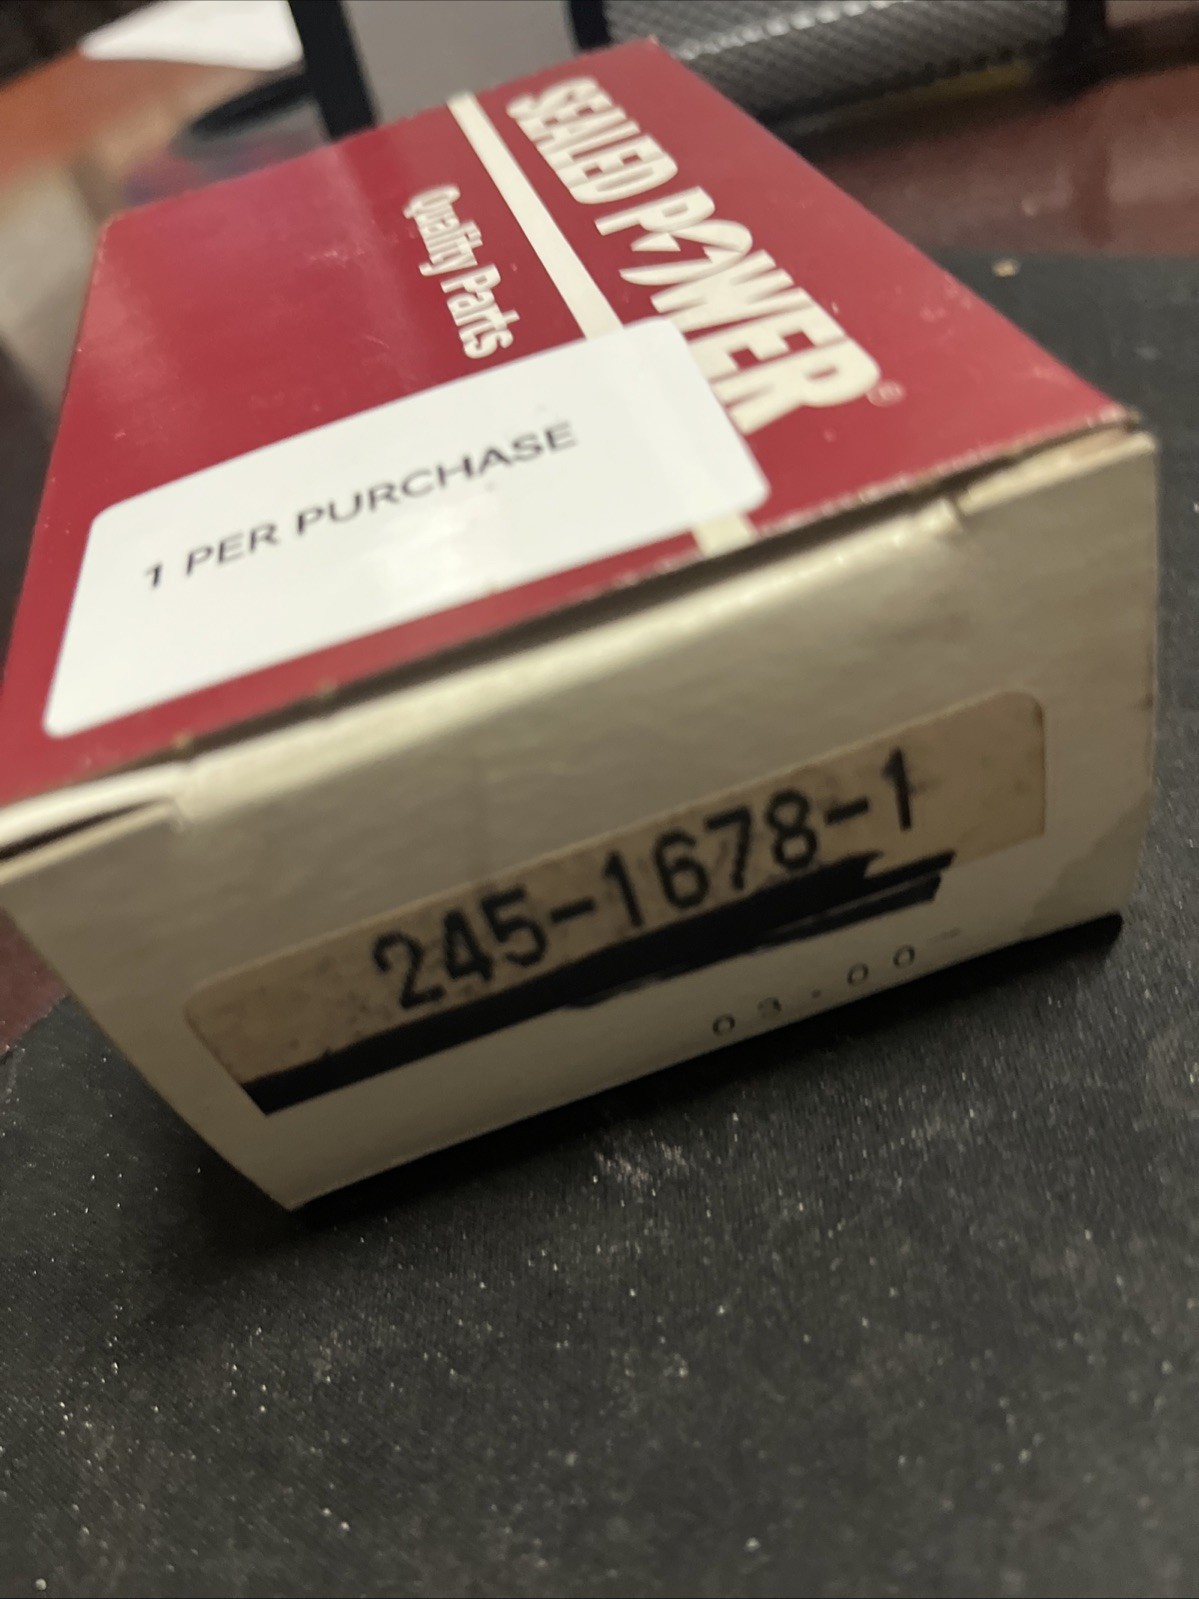 SEALED POWER®
Quality Parts
1 PER PURCHASE
245-1678-1